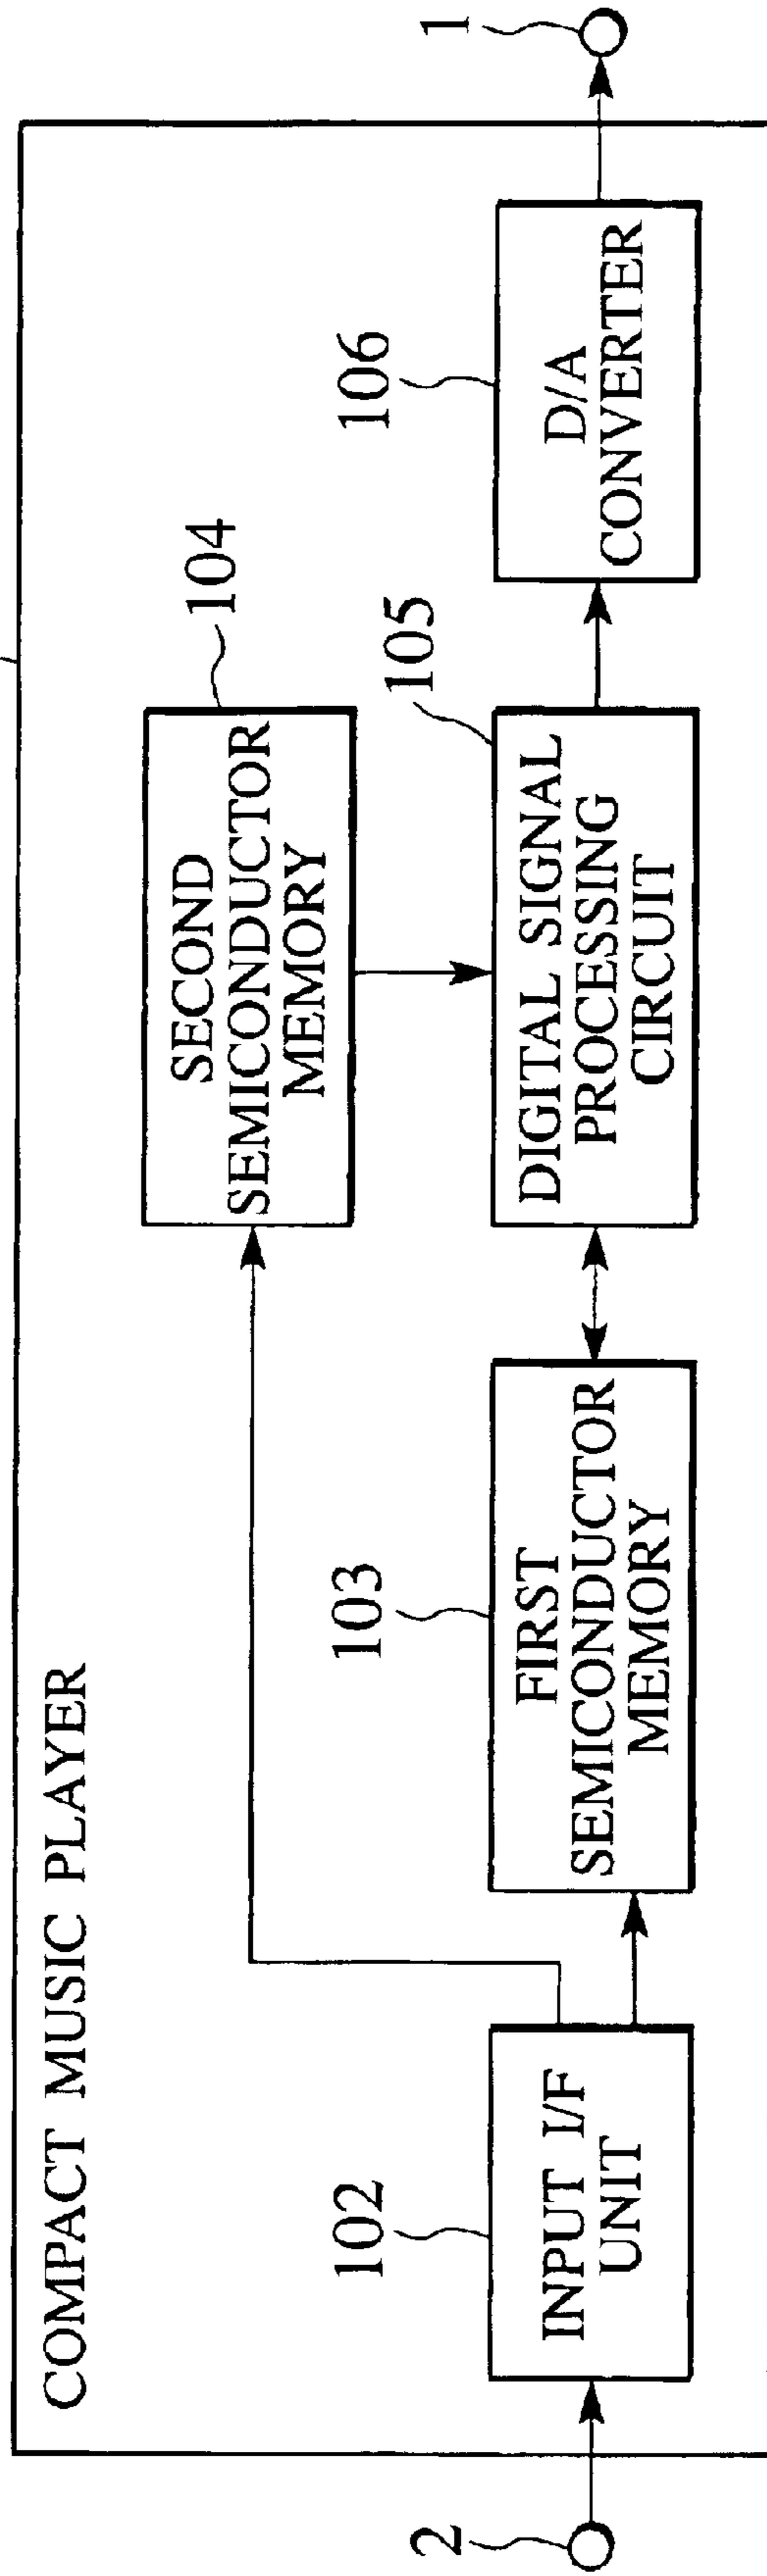 COMPACT MUSIC PLAYER
2
102
INPUT I/F
UNIT
103
FIRST
SEMICONDUCTOR
MEMORY
104
SECOND
SEMICONDUCTOR
MEMORY
105
DIGITAL SIGNAL
PROCESSING
CIRCUIT
106
D/A
CONVERTER
1